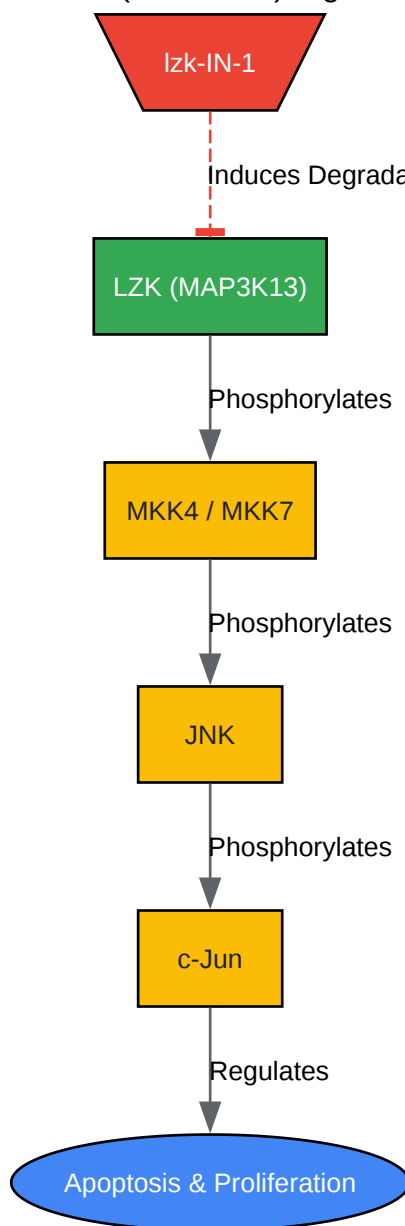 lzk-IN-1
Induces Degrada
LZK (MAP3K13)
Phosphorylates
MKK4 / MKK7
Phosphorylates
JNK
Phosphorylates
c-Jun
Regulates
Apoptosis & Proliferation